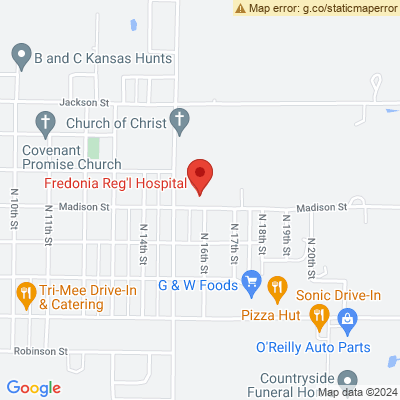 Map error: g.co/staticmaperror
B and C Kansas Hunts
Jackson St
Church of Christ
Covenant
Promise Church
Fredonia Reg'l Hospital
Madison St
Madison St
N 10th St
N 11th St
N 14th St
N 16th St
N 17th St
N 18th St
N 19th St
N 20th St
G & W Foods
Tri-Mee Drive-In
& Catering
Sonic Drive-In
Pizza Hut
O'Reilly Auto Parts
Robinson St
Countryside
Funeral Ho
Google
Map data ©2024